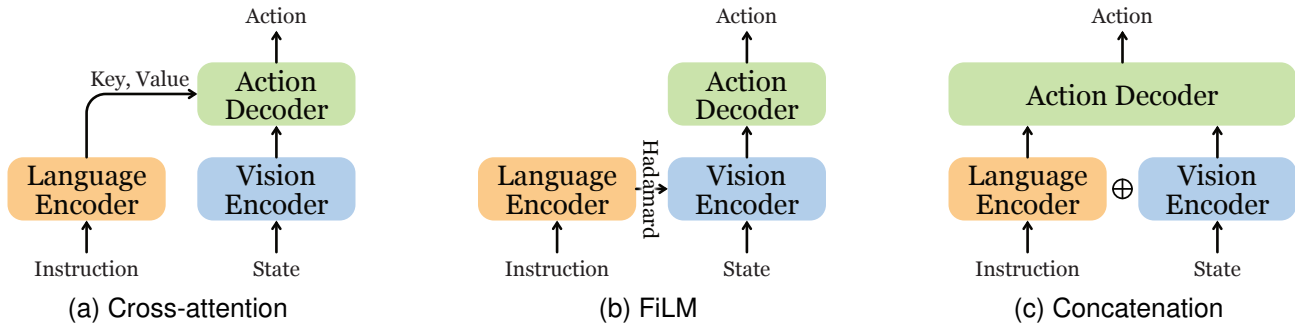 Action
Key, Value
Action
Decoder
Language
Encoder
Vision
Encoder
Instruction
State
(a) Cross-attention
Action
Action
Decoder
Language
Encoder
Hadamard
Vision
Encoder
Instruction
State
(b) FiLM
Action
Action Decoder
Language
Encoder
⊕
Vision
Encoder
Instruction
State
(c) Concatenation